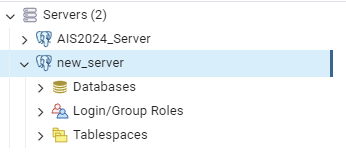 Servers (2)
AIS2024_Server
new_server
Databases
Login/Group Roles
Tablespaces